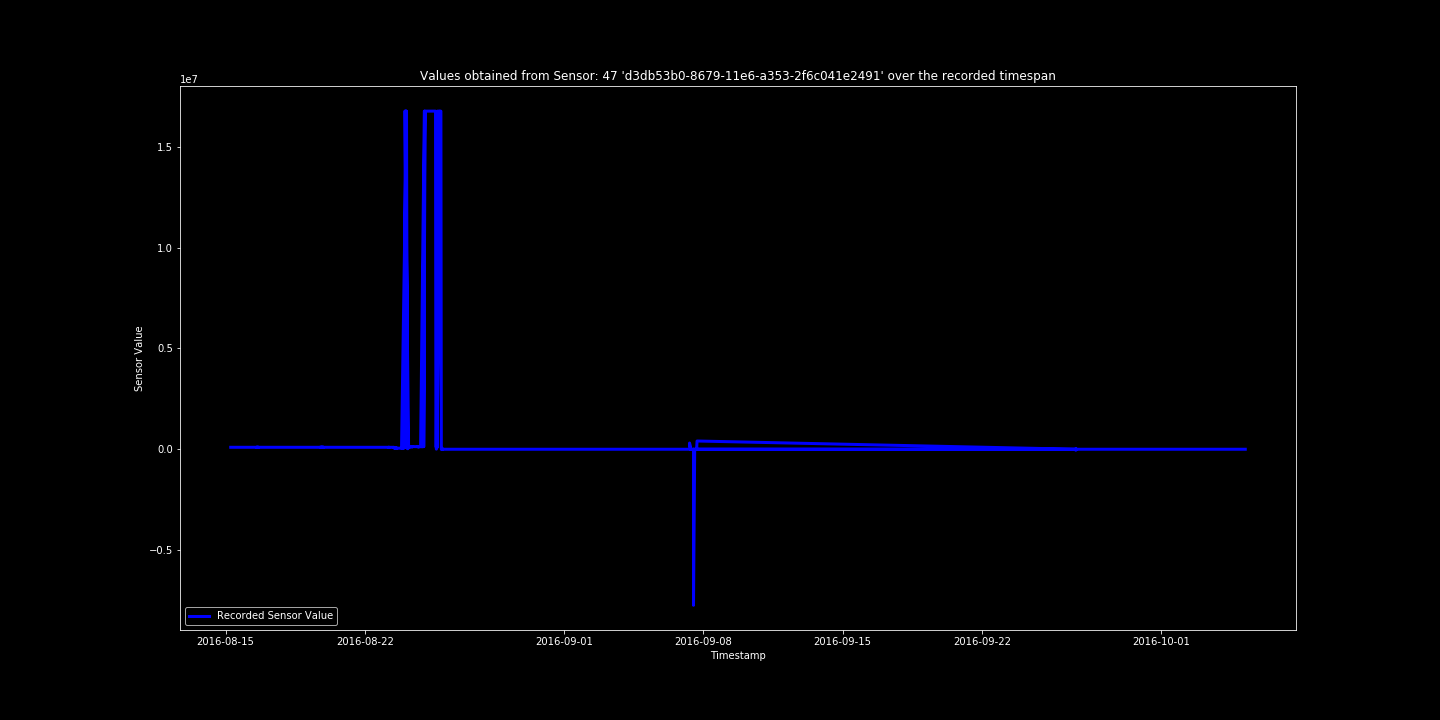 Values obtained from Sensor: 47 'd3db53b0-8679-11e6-a353-2f6c041e2491' over the recorded timespan
1e7
1.5
1.0
0.5
0.0
−0.5
Sensor Value
Recorded Sensor Value
2016-08-15 2016-08-22 2016-09-01 2016-09-08 2016-09-15 2016-09-22 2016-10-01
Timestamp